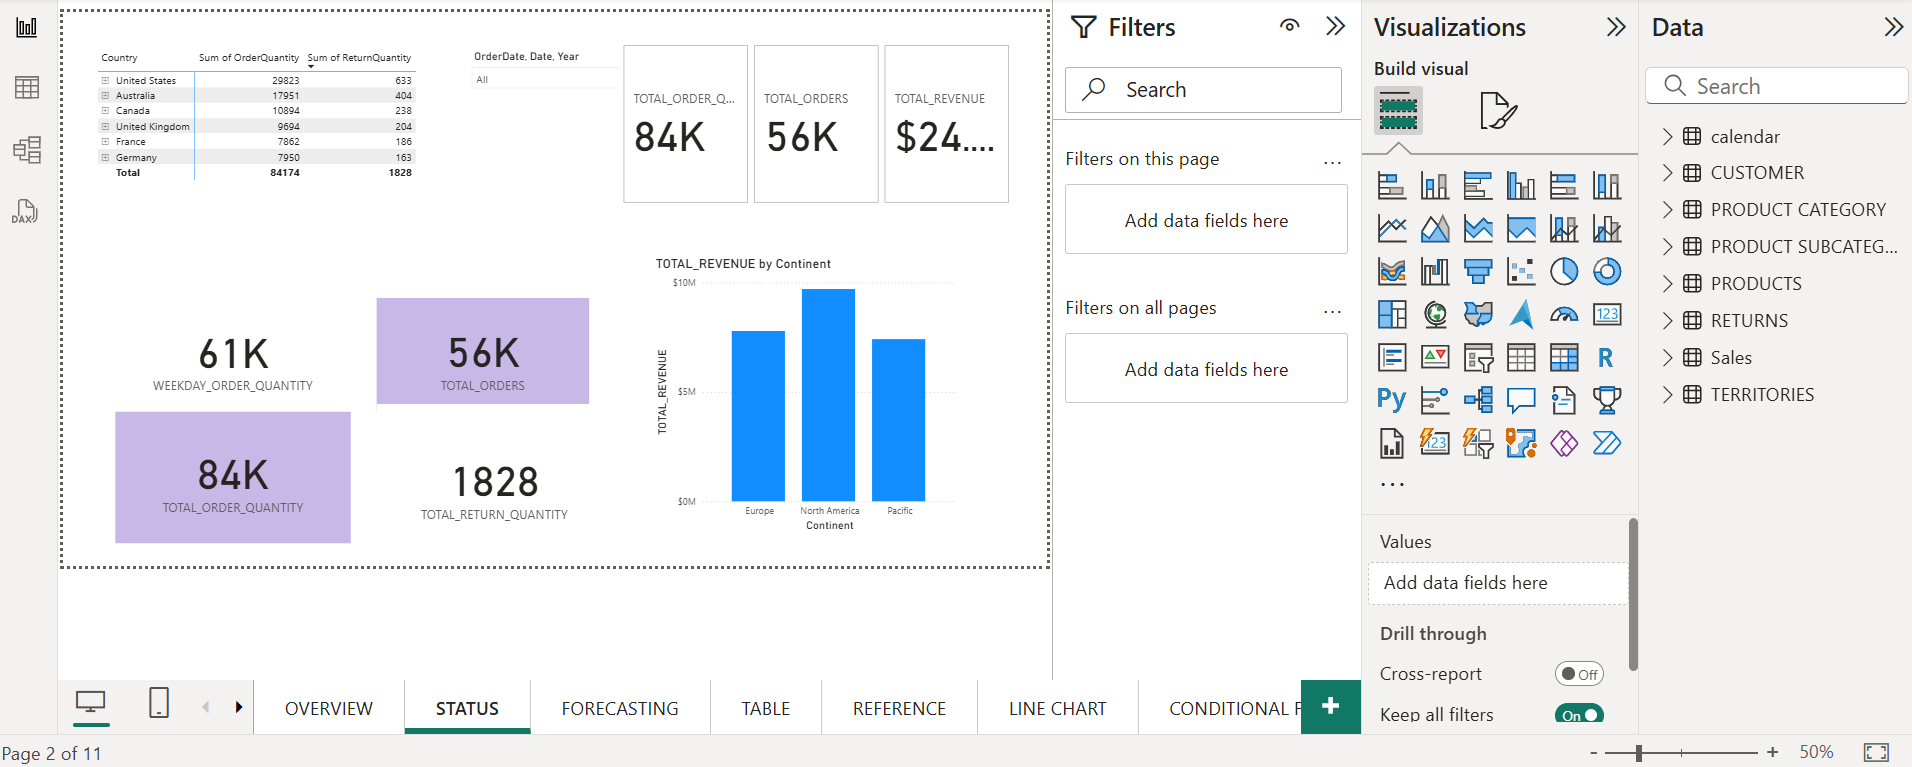 Country Sum of OrderQuantity Sum of ReturnQuantity
United States 29823 633
Australia 17951 404
Canada 10894 238
United Kingdom 9694 204
France 7862 186
Germany 7950 163
Total 84174 1828
OrderDate, Date, Year
All
TOTAL_ORDER_Q...
84K
TOTAL_ORDERS
56K
TOTAL_REVENUE
$24....
61K
WEEKDAY_ORDER_QUANTITY
56K
TOTAL_ORDERS
84K
TOTAL_ORDER_QUANTITY
1828
TOTAL_RETURN_QUANTITY
TOTAL_REVENUE by Continent
TOTAL_REVENUE
$10M
$5M
$0M
Europe North America Pacific
Continent
Filters
Search
Filters on this page ...
Add data fields here
Filters on all pages ...
Add data fields here
Visualizations
Build visual
123
R
Py
123
...
Values
Add data fields here
Drill through
Cross-report Off
Keep all filters On
Data
Search
calendar
CUSTOMER
PRODUCT CATEGORY
PRODUCT SUBCATEG...
PRODUCTS
RETURNS
Sales
TERRITORIES
DAX
OVERVIEW STATUS FORECASTING TABLE REFERENCE LINE CHART CONDITIONAL F +
Page 2 of 11 - + 50%